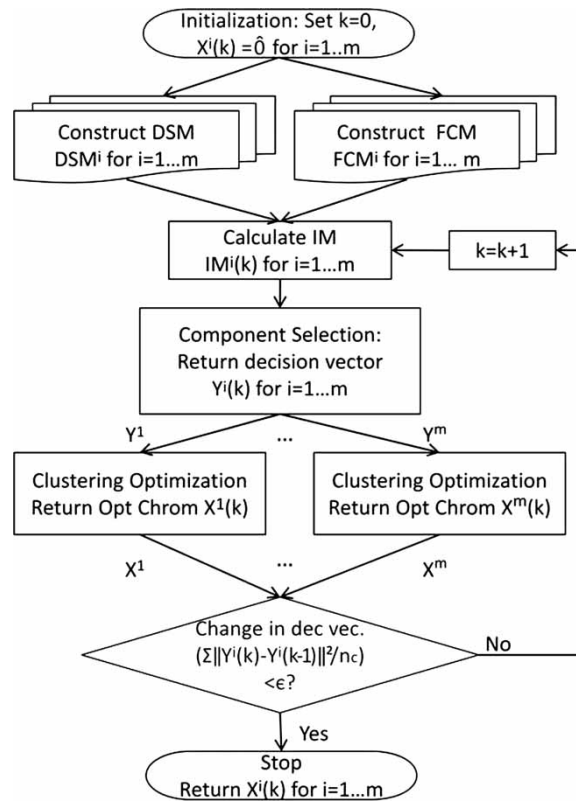 Initialization: Set k=0,
Xⁱ(k) =Ô for i=1..m
Construct DSM
DSMⁱ for i=1... m
Construct FCM
FCMⁱ for i=1... m
Calculate IM
IMⁱ(k) for i=1...m
k=k+1
Component Selection:
Return decision vector
Yⁱ(k) for i=1...m
Y¹ ... Yᵐ
Clustering Optimization
Return Opt Chrom X¹(k)
Clustering Optimization
Return Opt Chrom Xᵐ(k)
X¹ ... Xᵐ
Change in dec vec.
(Σ‖Yⁱ(k)-Yⁱ(k-1)‖²/nc)
<ϵ?
No
Yes
Stop
Return Xⁱ(k) for i=1...m